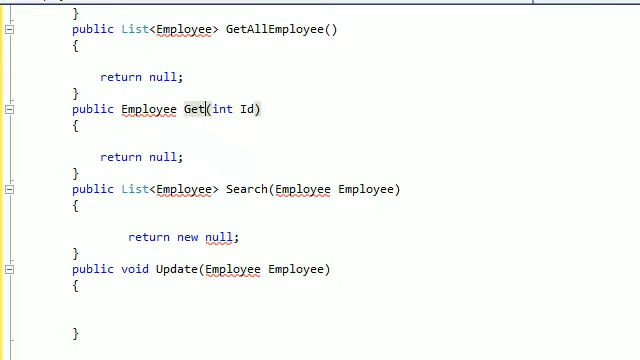 }
public List<Employee> GetAllEmployee()
{
return null;
}
public Employee Get(int Id)
{
return null;
}
public List<Employee> Search(Employee Employee)
{
return new null;
}
public void Update(Employee Employee)
{
}